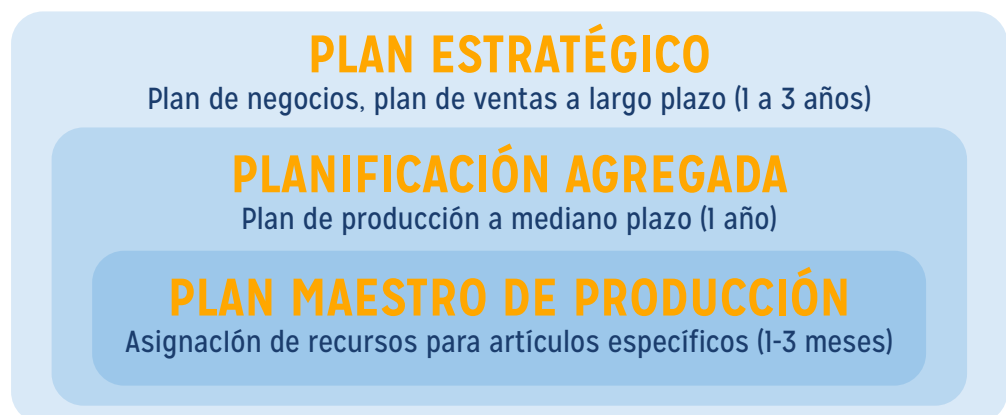 PLAN ESTRATÉGICO
Plan de negocios, plan de ventas a largo plazo (1 a 3 años)
PLANIFICACIÓN AGREGADA
Plan de producción a mediano plazo (1 año)
PLAN MAESTRO DE PRODUCCIÓN
Asignación de recursos para artículos específicos (1-3 meses)